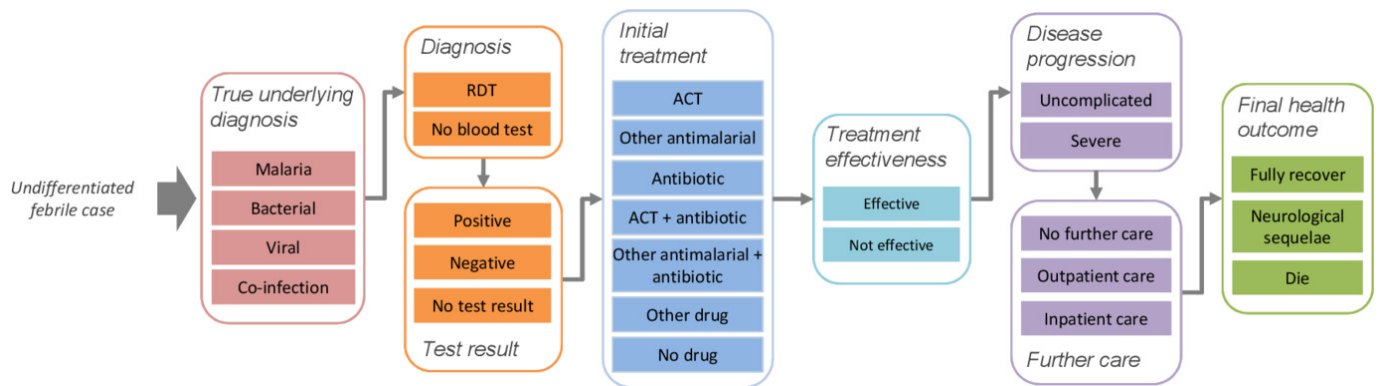 Undifferentiated
febrile case
True underlying
diagnosis
Malaria
Bacterial
Viral
Co-infection
Diagnosis
RDT
No blood test
Positive
Negative
No test result
Test result
Initial
treatment
ACT
Other antimalarial
Antibiotic
ACT + antibiotic
Other antimalarial +
antibiotic
Other drug
No drug
Treatment
effectiveness
Effective
Not effective
Disease
progression
Uncomplicated
Severe
No further care
Outpatient care
Inpatient care
Further care
Final health
outcome
Fully recover
Neurological
sequelae
Die